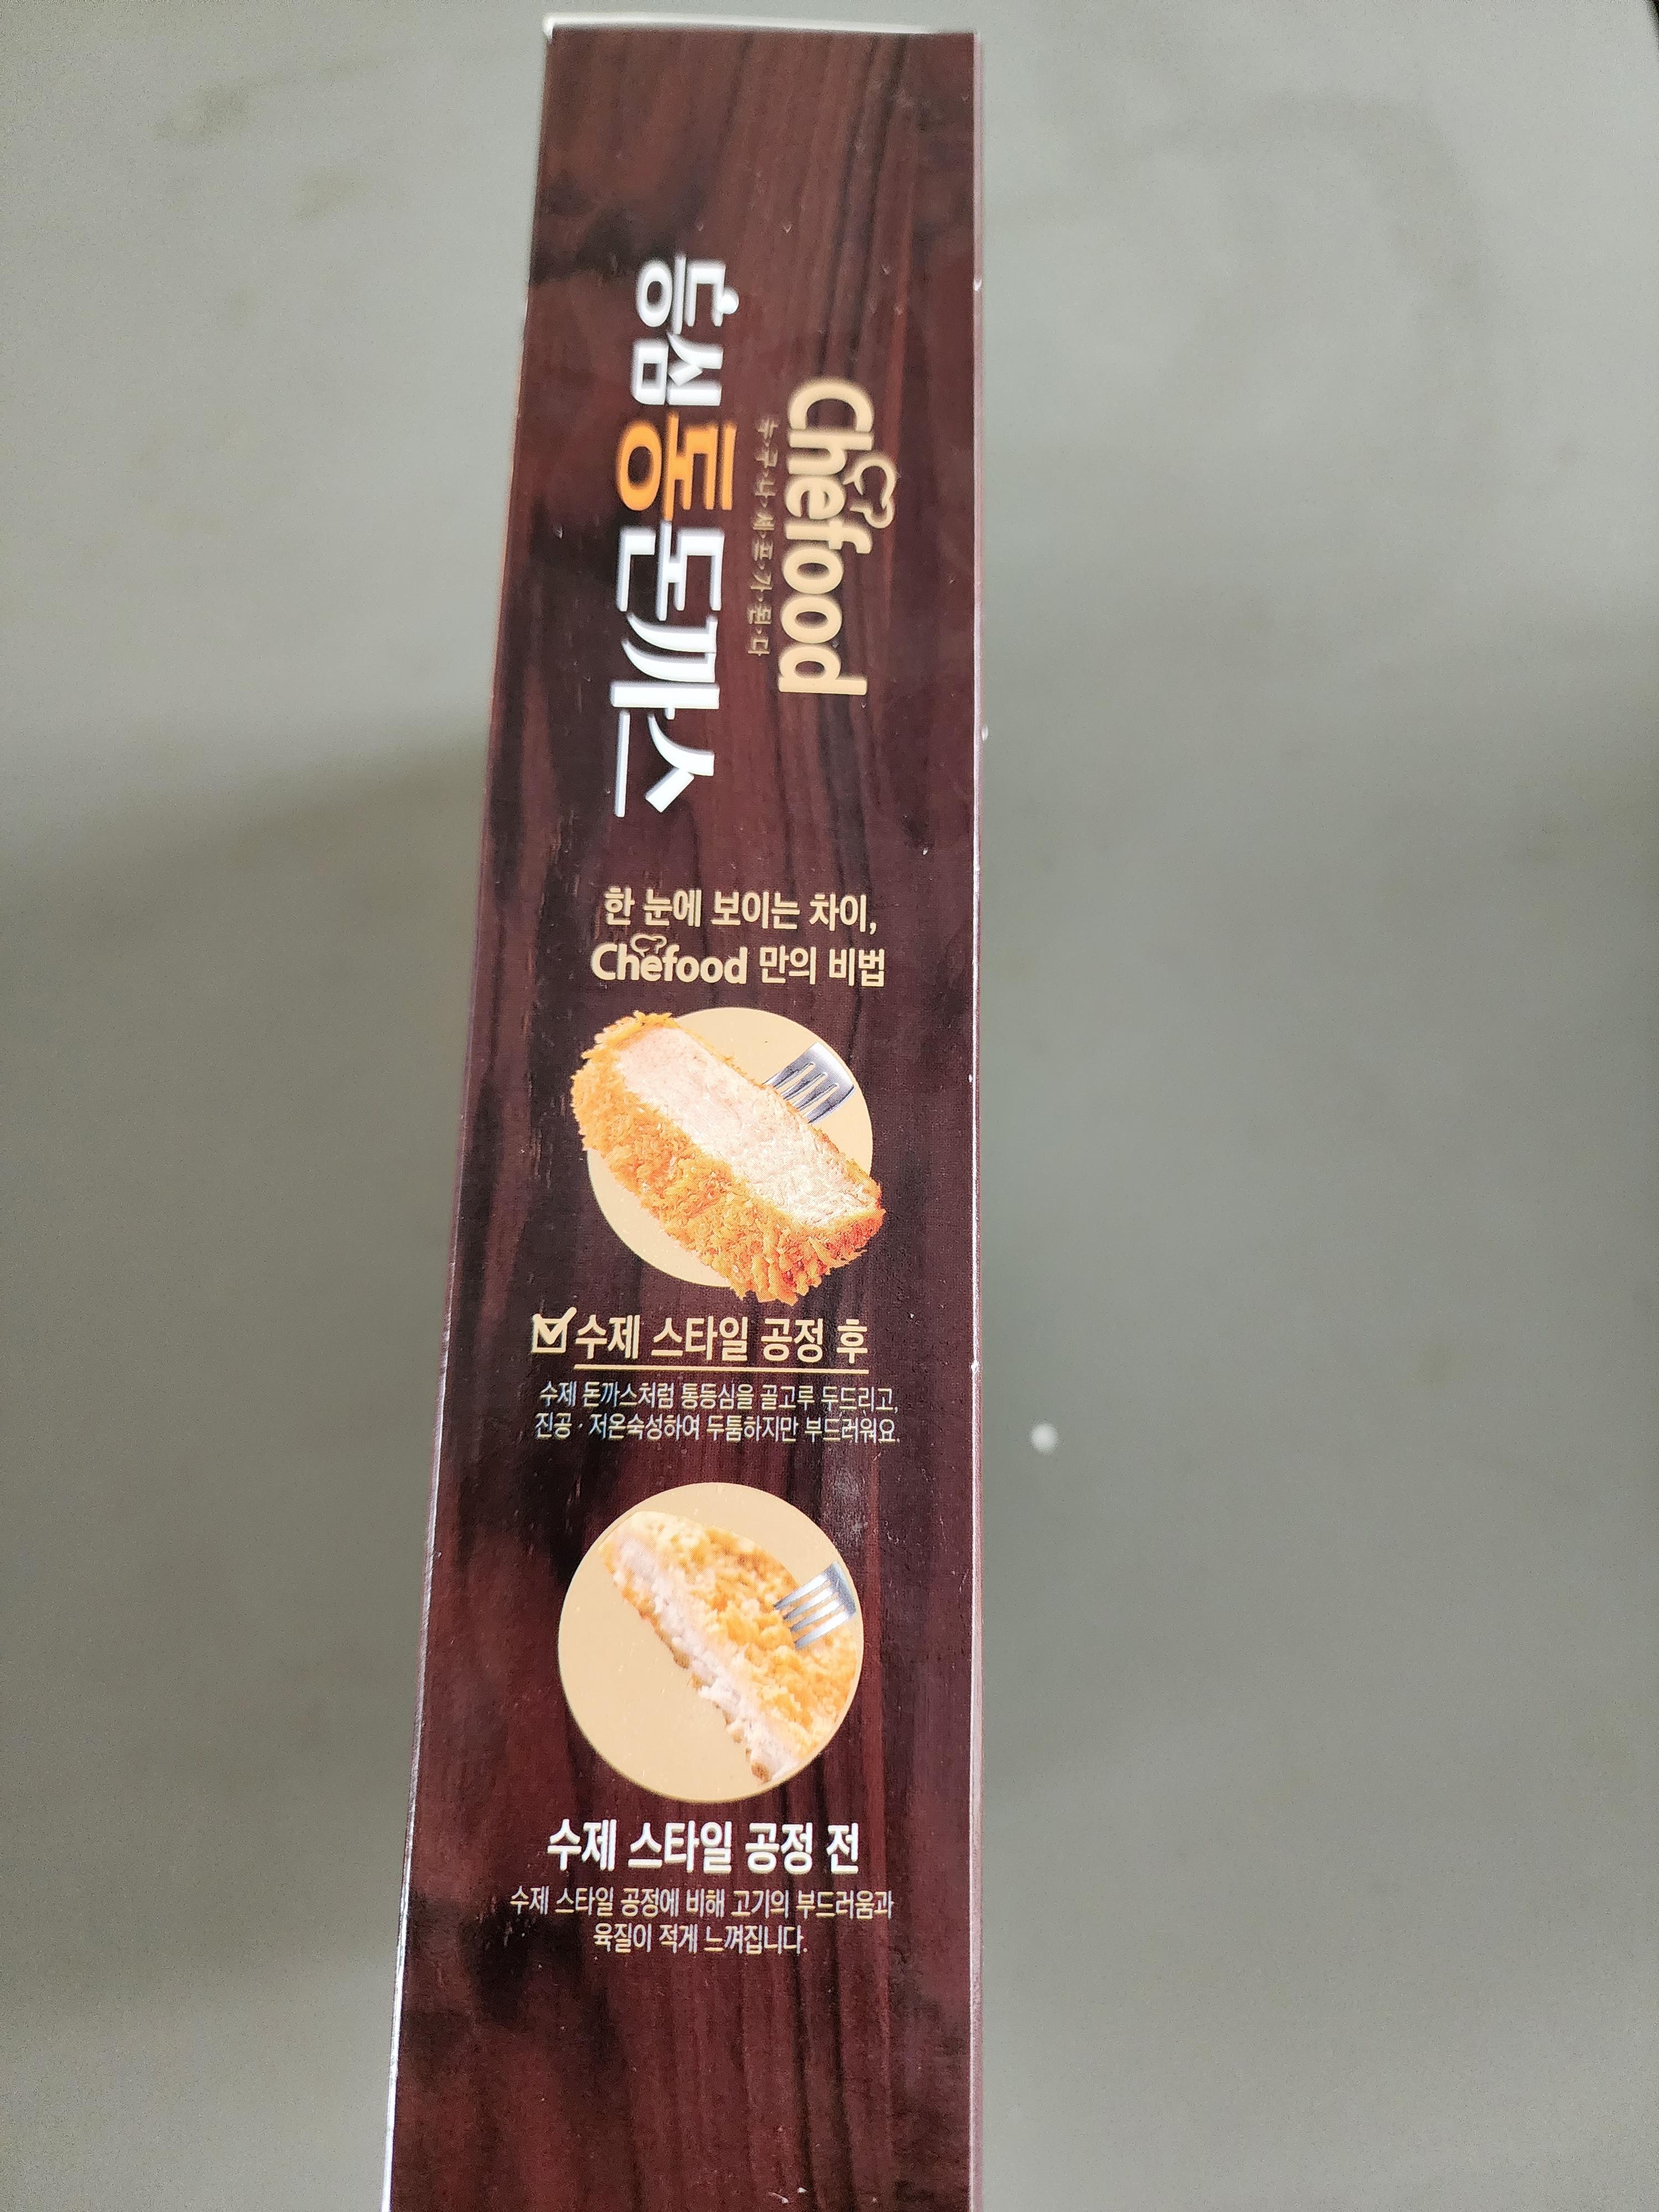 Chefood
누·구·나·셰·프·가·된·다
등심통돈까스
한 눈에 보이는 차이,
Chefood 만의 비법
수제 스타일 공정 후
수제 돈까스처럼 통등심을 골고루 두드리고,
진공·저온숙성하여 두툼하지만 부드러워요.
수제 스타일 공정 전
수제 스타일 공정에 비해 고기의 부드러움과
육질이 적게 느껴집니다.